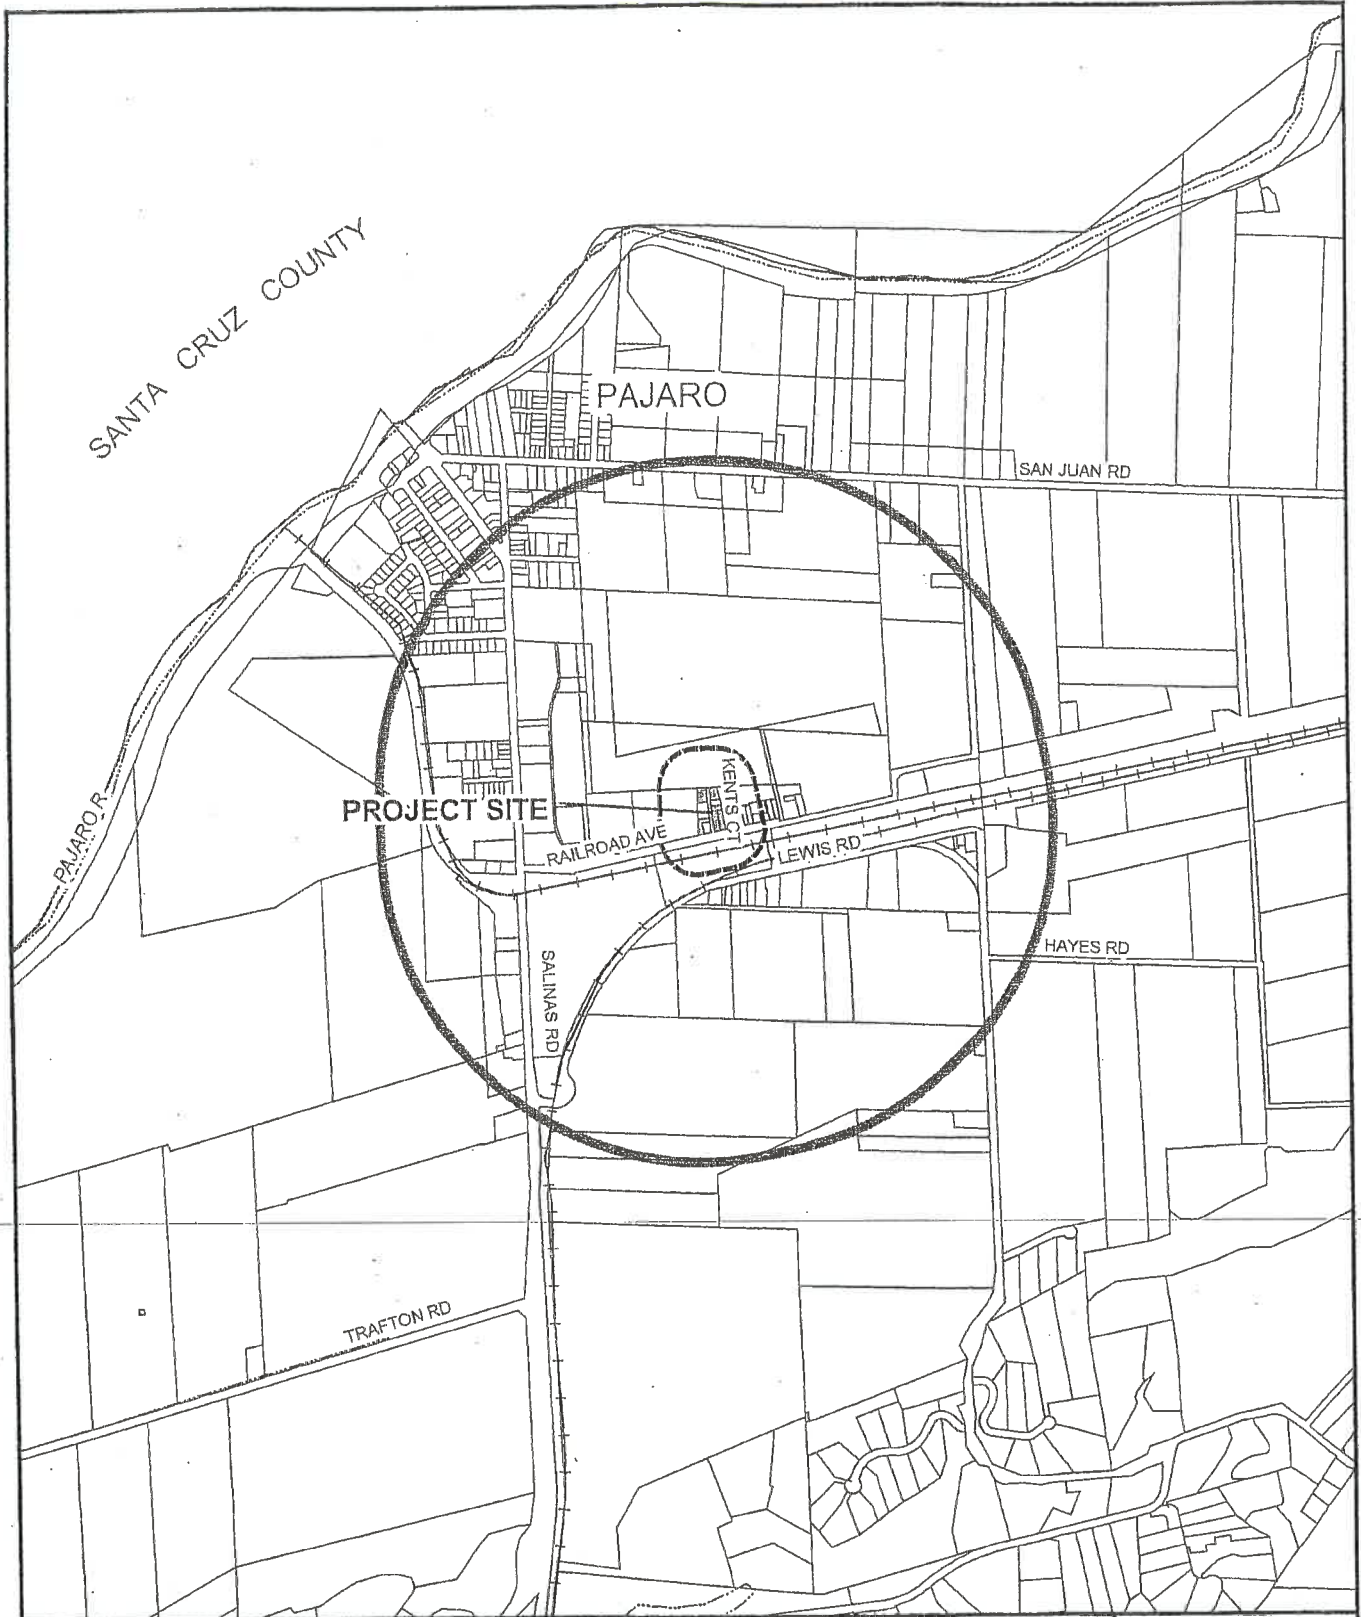 SANTA CRUZ COUNTY
PAJARO
SAN JUAN RD
KENTS CT
PROJECT SITE
RAILROAD AVE
LEWIS RD
PAJARO R
HAYES RD
SALINAS RD
TRAFTON RD